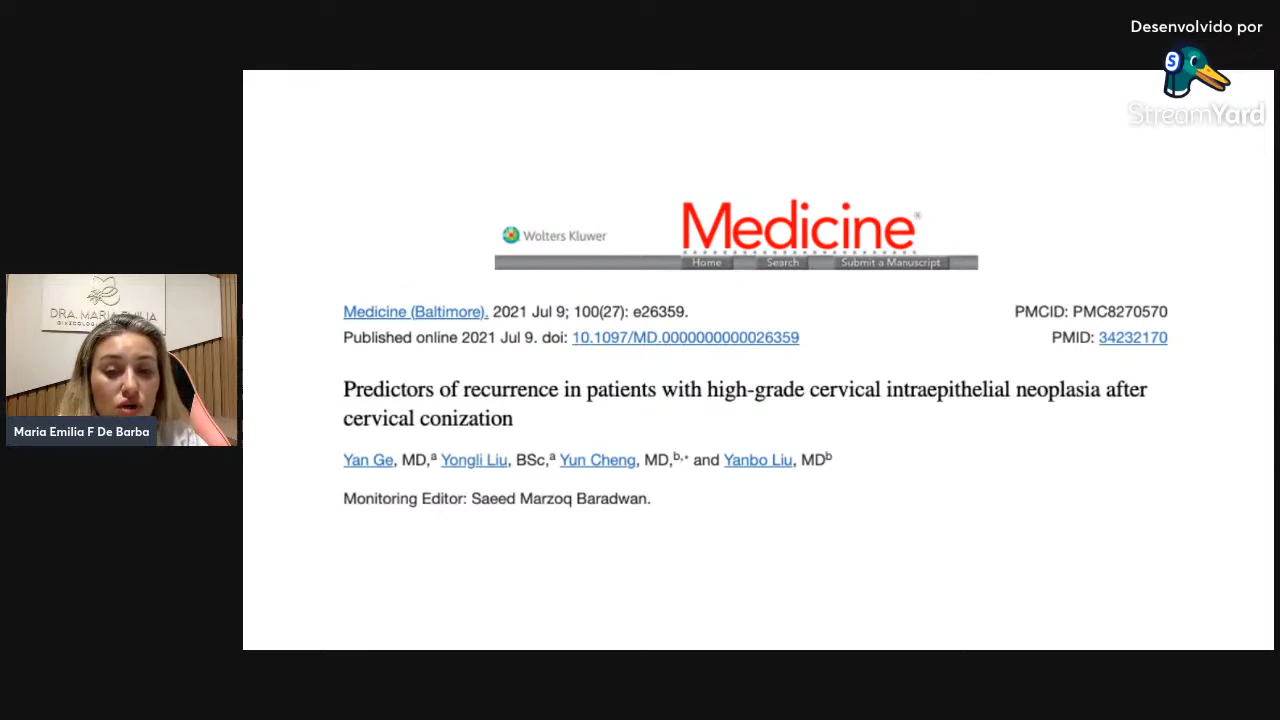 Desenvolvido por
StreamYard
Wolters Kluwer
Medicine®
Home Search Submit a Manuscript
Medicine (Baltimore). 2021 Jul 9; 100(27): e26359. PMCID: PMC8270570
Published online 2021 Jul 9. doi: 10.1097/MD.0000000000026359 PMID: 34232170
Predictors of recurrence in patients with high-grade cervical intraepithelial neoplasia after
cervical conization
Yan Ge, MD,a Yongli Liu, BSc,a Yun Cheng, MD,b,* and Yanbo Liu, MDb
Monitoring Editor: Saeed Marzoq Baradwan.
DRA. MARIA EMILIA
Maria Emilia F De Barba